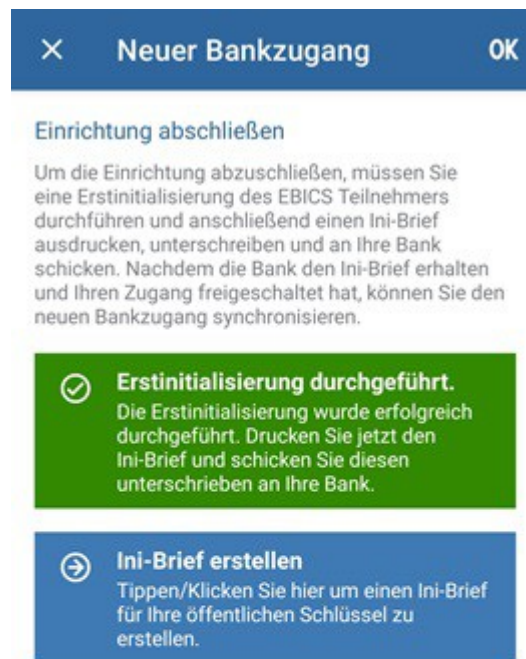 Neuer Bankzugang OK
Einrichtung abschließen
Um die Einrichtung abzuschließen, müssen Sie
eine Erstinitialisierung des EBICS Teilnehmers
durchführen und anschließend einen Ini-Brief
ausdrucken, unterschreiben und an Ihre Bank
schicken. Nachdem die Bank den Ini-Brief erhalten
und Ihren Zugang freigeschaltet hat, können Sie den
neuen Bankzugang synchronisieren.
Erstinitialisierung durchgeführt.
Die Erstinitialisierung wurde erfolgreich
durchgeführt. Drucken Sie jetzt den
Ini-Brief und schicken Sie diesen
unterschrieben an Ihre Bank.
Ini-Brief erstellen
Tippen/Klicken Sie hier um einen Ini-Brief
für Ihre öffentlichen Schlüssel zu
erstellen.